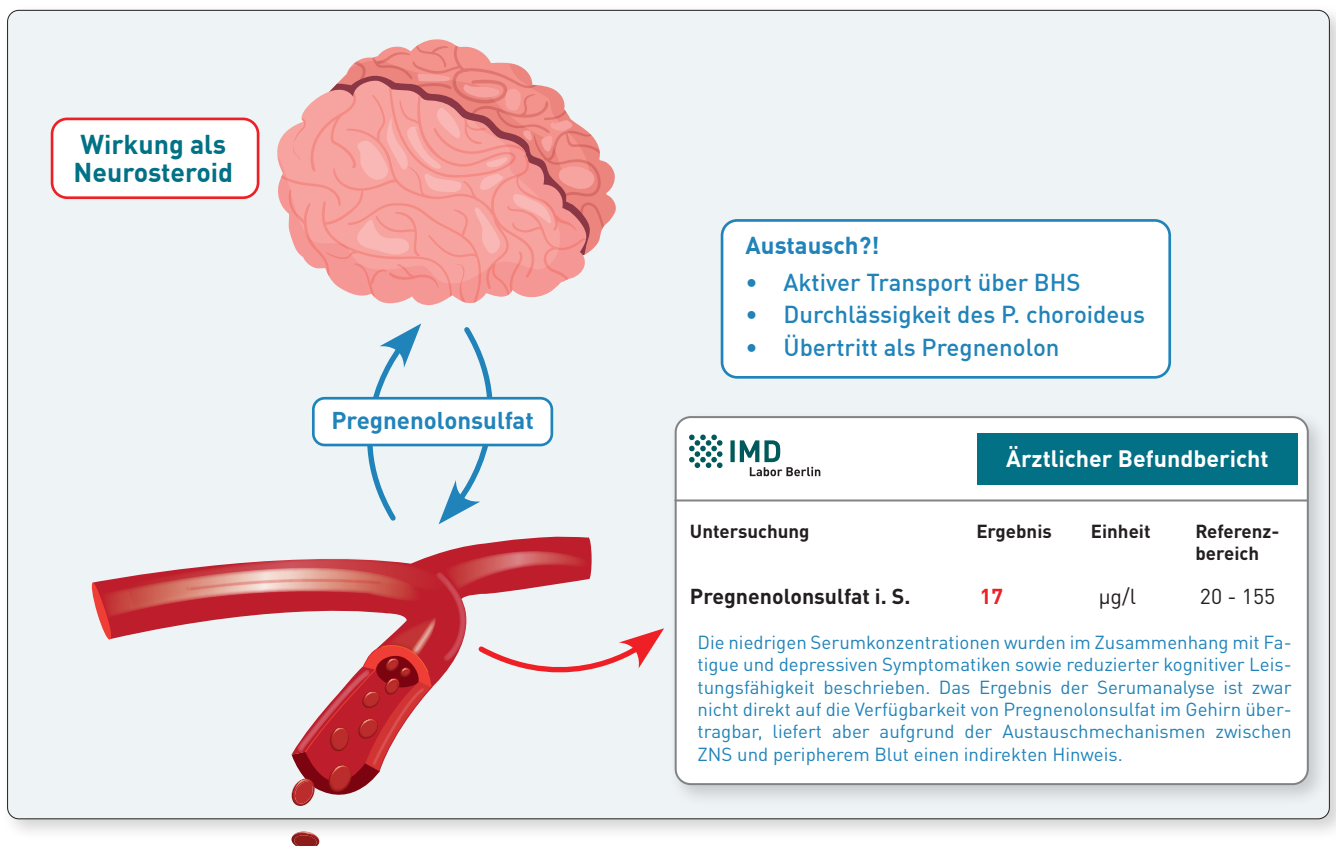 Wirkung als
Neurosteroid
Austausch?!
• Aktiver Transport über BHS
• Durchlässigkeit des P. choroideus
• Übertritt als Pregnenolon
Pregnenolonsulfat
IMD
Labor Berlin
Ärztlicher Befundbericht
Untersuchung Ergebnis Einheit Referenz-
bereich
Pregnenolonsulfat i. S. 17 µg/l 20 - 155
Die niedrigen Serumkonzentrationen wurden im Zusammenhang mit Fa-
tigue und depressiven Symptomatiken sowie reduzierter kognitiver Leis-
tungsfähigkeit beschrieben. Das Ergebnis der Serumanalyse ist zwar
nicht direkt auf die Verfügbarkeit von Pregnenolonsulfat im Gehirn über-
tragbar, liefert aber aufgrund der Austauschmechanismen zwischen
ZNS und peripherem Blut einen indirekten Hinweis.